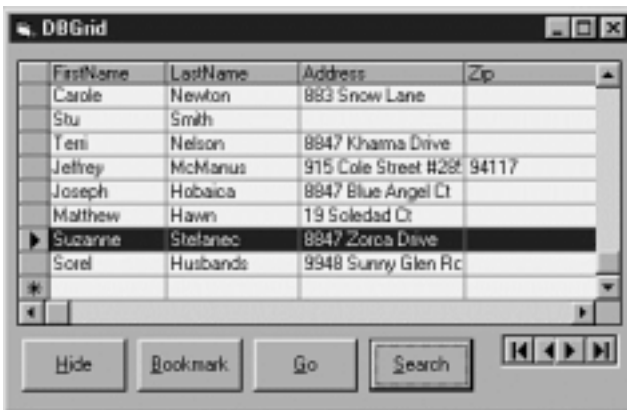 DBGrid
FirstName LastName Address Zip
Carole Newton 883 Snow Lane
Stu Smith
Terri Nelson 8847 Kharma Drive
Jeffrey McManus 915 Cole Street #285 94117
Joseph Hobaica 8847 Blue Angel Ct
Matthew Hawn 19 Soledad Ct
Suzanne Stefanec 8847 Zorca Drive
Sorel Husbands 9948 Sunny Glen Rc
Hide Bookmark Go Search